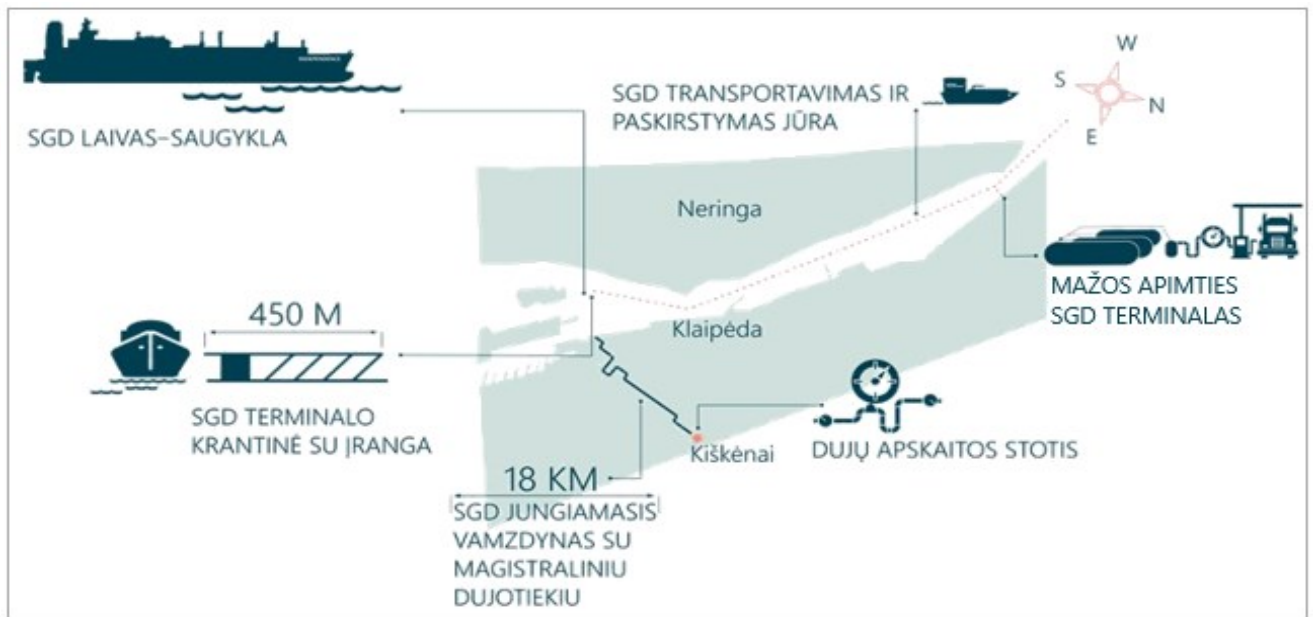 SGD LAIVAS-SAUGYKLA
SGD TRANSPORTAVIMAS IR
PASKIRSTYMAS JŪRA
W
S
N
E
Neringa
MAŽOS APIMTIES
SGD TERMINALAS
450 M
Klaipėda
SGD TERMINALO
KRANTINĖ SU ĮRANGA
Kiškėnai
DUJŲ APSKAITOS STOTIS
18 KM
SGD JUNGIAMASIS
VAMZDYNAS SU
MAGISTRALINIU
DUJOTIEKIU